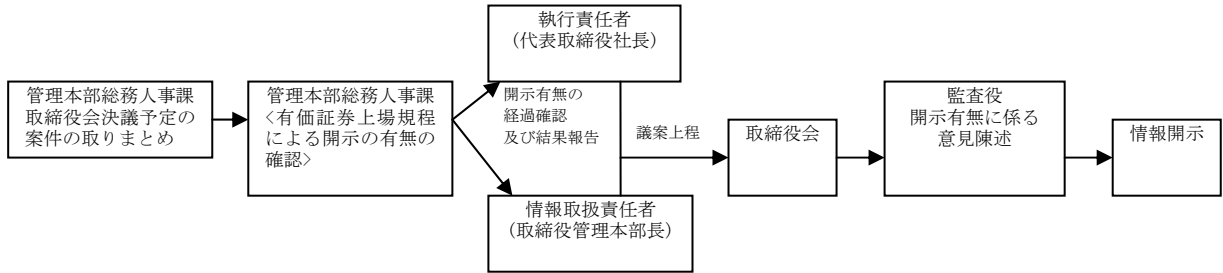 管理本部総務人事課
取締役会決議予定の
案件の取りまとめ
管理本部総務人事課
<有価証券上場規程
による開示の有無の
確認>
執行責任者
（代表取締役社長）
開示有無の
経過確認
及び結果報告
情報取扱責任者
（取締役管理本部長）
議案上程
取締役会
監査役
開示有無に係る
意見陳述
情報開示